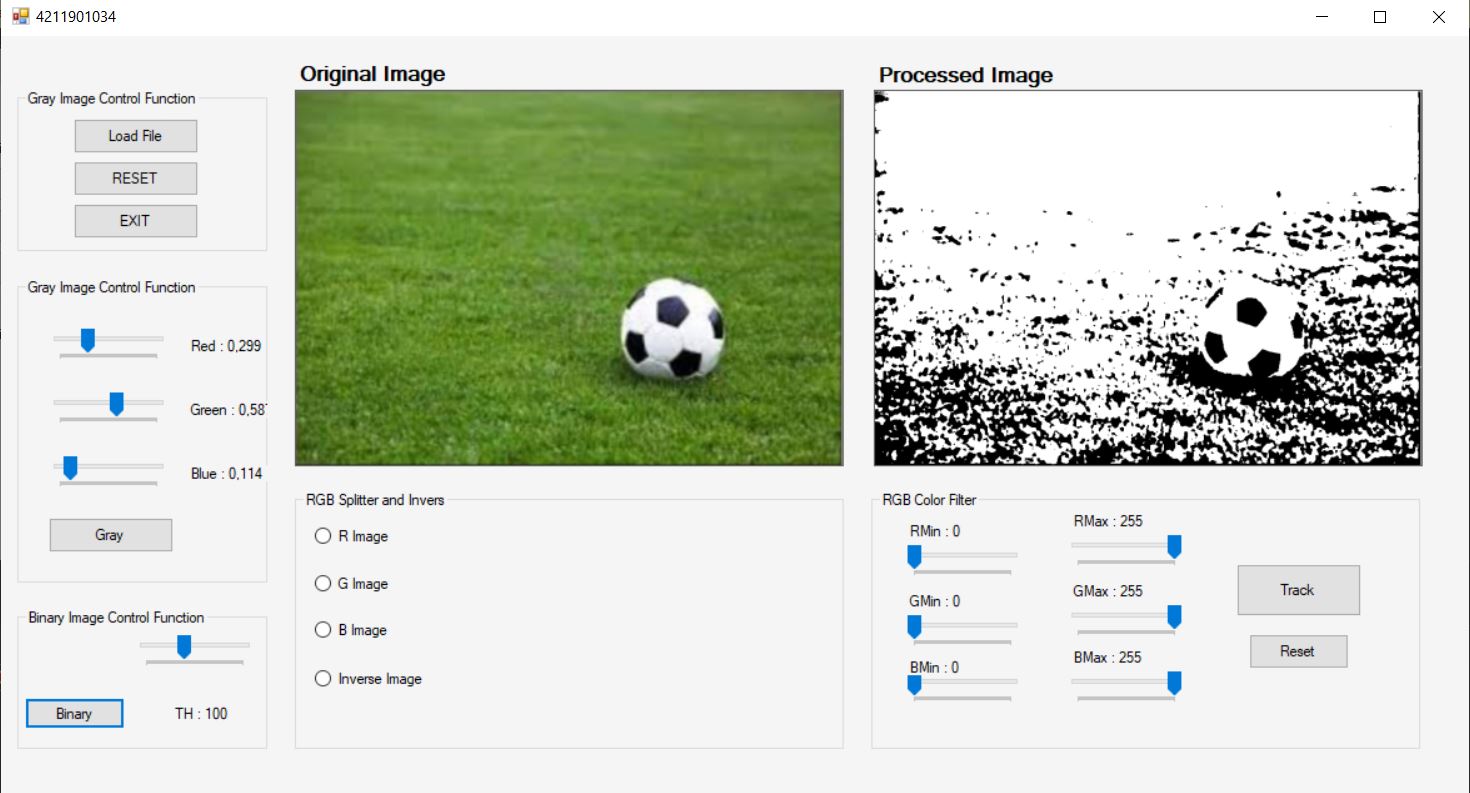 4211901034
Original Image
Processed Image
Gray Image Control Function
Load File
RESET
EXIT
Gray Image Control Function
Red : 0,299
Green : 0,587
Blue : 0,114
Gray
Binary Image Control Function
Binary
TH : 100
RGB Splitter and Invers
R Image
G Image
B Image
Inverse Image
RGB Color Filter
RMin : 0
RMax : 255
GMin : 0
GMax : 255
BMin : 0
BMax : 255
Track
Reset